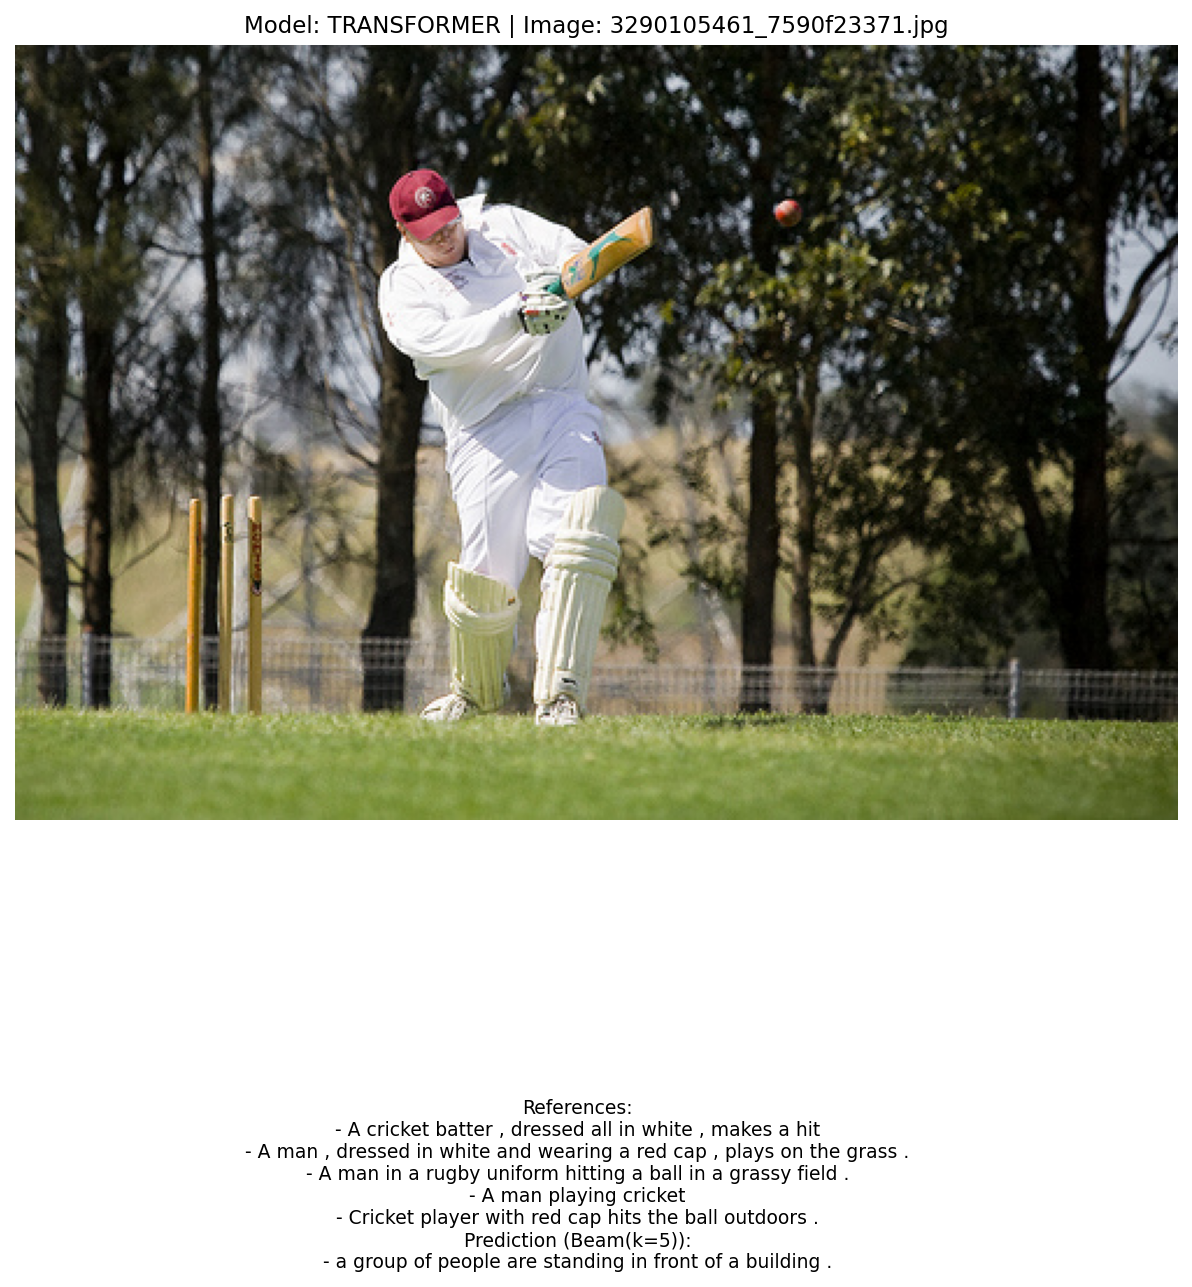 Model: TRANSFORMER | Image: 3290105461_7590f23371.jpg
References:
- A cricket batter , dressed all in white , makes a hit
- A man , dressed in white and wearing a red cap , plays on the grass .
- A man in a rugby uniform hitting a ball in a grassy field .
- A man playing cricket
- Cricket player with red cap hits the ball outdoors .
Prediction (Beam(k=5)):
- a group of people are standing in front of a building .